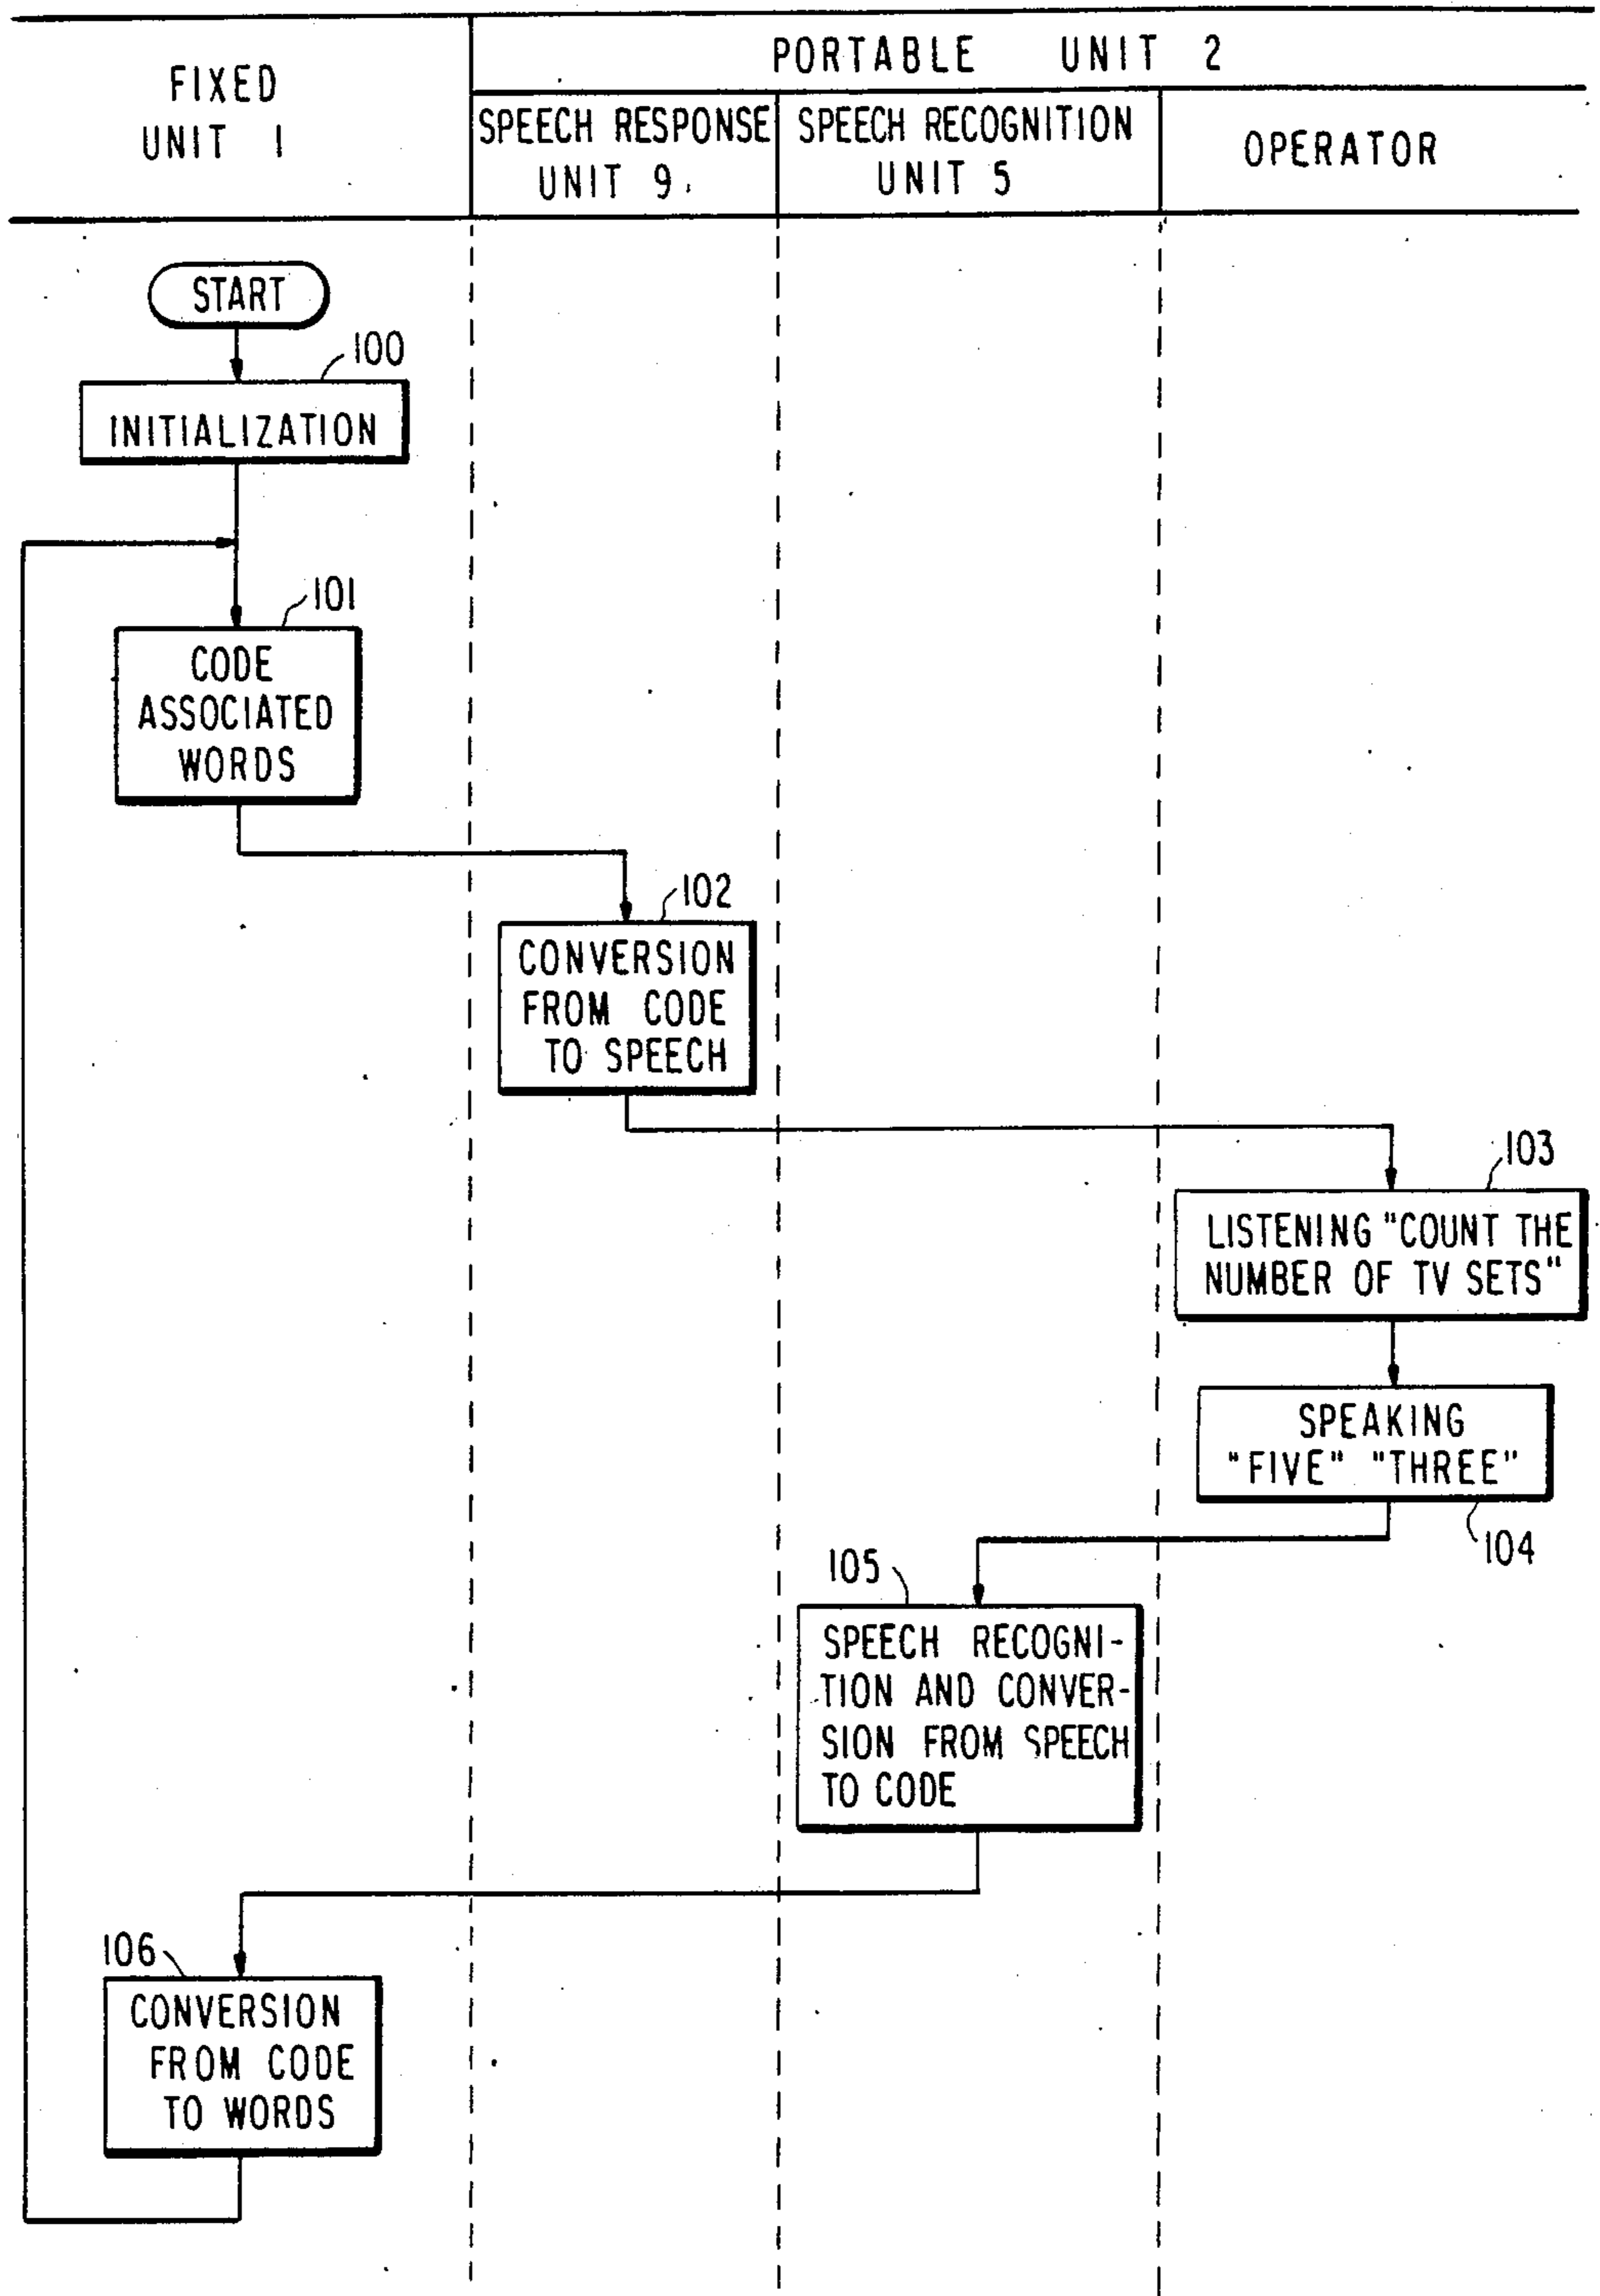 FIXED
UNIT 1
PORTABLE UNIT 2
SPEECH RESPONSE
UNIT 9
SPEECH RECOGNITION
UNIT 5
OPERATOR
START
100
INITIALIZATION
101
CODE
ASSOCIATED
WORDS
102
CONVERSION
FROM CODE
TO SPEECH
103
LISTENING "COUNT THE
NUMBER OF TV SETS"
SPEAKING
"FIVE" "THREE"
104
105
SPEECH RECOGNI-
TION AND CONVER-
SION FROM SPEECH
TO CODE
106
CONVERSION
FROM CODE
TO WORDS